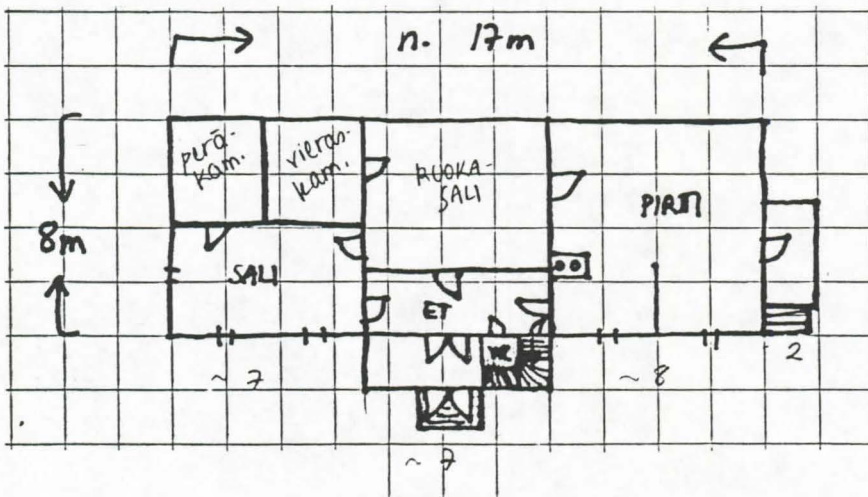 n. 17m
8m
perä-
kam.
vieras-
kam.
RUOKA-
SALI
PIRTTI
SALI
ET
WC
~ 7
~ 8
2
~ 7